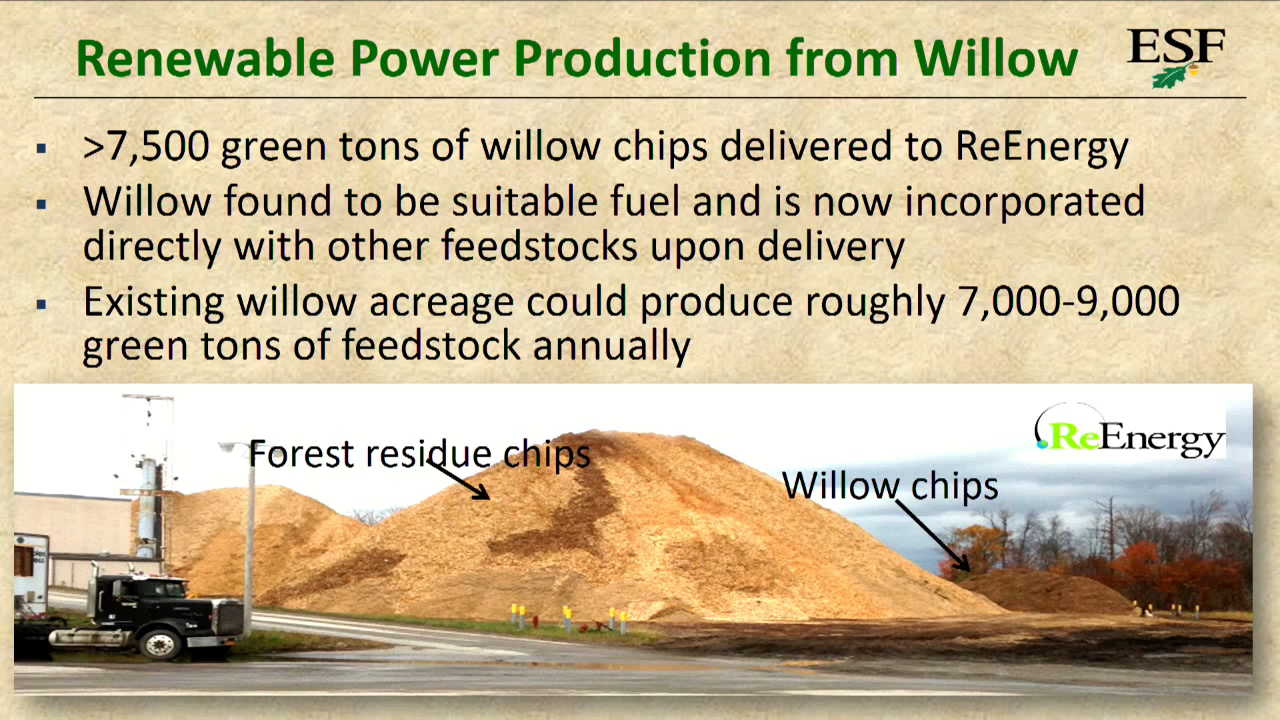 Renewable Power Production from Willow
ESF
▪ >7,500 green tons of willow chips delivered to ReEnergy
▪ Willow found to be suitable fuel and is now incorporated
directly with other feedstocks upon delivery
▪ Existing willow acreage could produce roughly 7,000-9,000
green tons of feedstock annually
ReEnergy
Forest residue chips
Willow chips